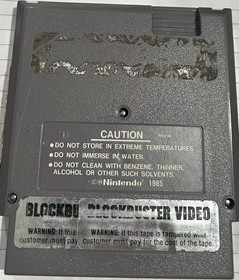 CAUTION
•DO NOT STORE IN EXTREME TEMPERATURES.
•DO NOT IMMERSE IN WATER.
•DO NOT CLEAN WITH BENZENE, THINNER,
ALCOHOL OR OTHER SUCH SOLVENTS.
Nintendo 1985
BLOCKBU BLOCKBUSTER VIDEO
WARNING: If this WARNING: If this tape is tampered
customer must pay customer must pay for the cost of the tape.